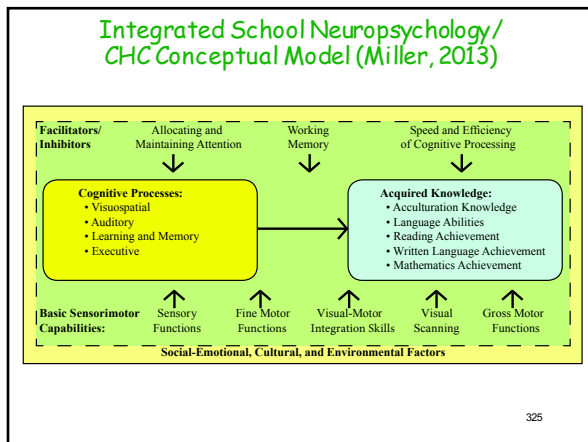 Integrated School Neuropsychology/
CHC Conceptual Model (Miller, 2013)
Facilitators/
Inhibitors
Allocating and
Maintaining Attention
Working
Memory
Speed and Efficiency
of Cognitive Processing
Cognitive Processes:
• Visuospatial
• Auditory
• Learning and Memory
• Executive
Acquired Knowledge:
• Acculturation Knowledge
• Language Abilities
• Reading Achievement
• Written Language Achievement
• Mathematics Achievement
Basic Sensorimotor
Capabilities:
Sensory
Functions
Fine Motor
Functions
Visual-Motor
Integration Skills
Visual
Scanning
Gross Motor
Functions
Social-Emotional, Cultural, and Environmental Factors
325